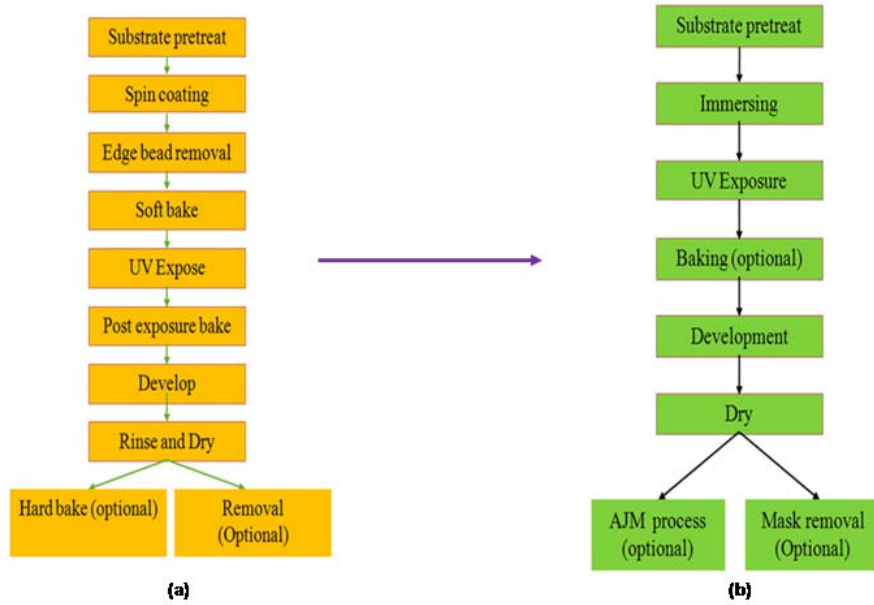 Substrate pretreat
Spin coating
Edge bead removal
Soft bake
UV Expose
Post exposure bake
Develop
Rinse and Dry
Hard bake (optional)
Removal
(Optional)
(a)
Substrate pretreat
Immersing
UV Exposure
Baking (optional)
Development
Dry
AJM process
(optional)
Mask removal
(Optional)
(b)